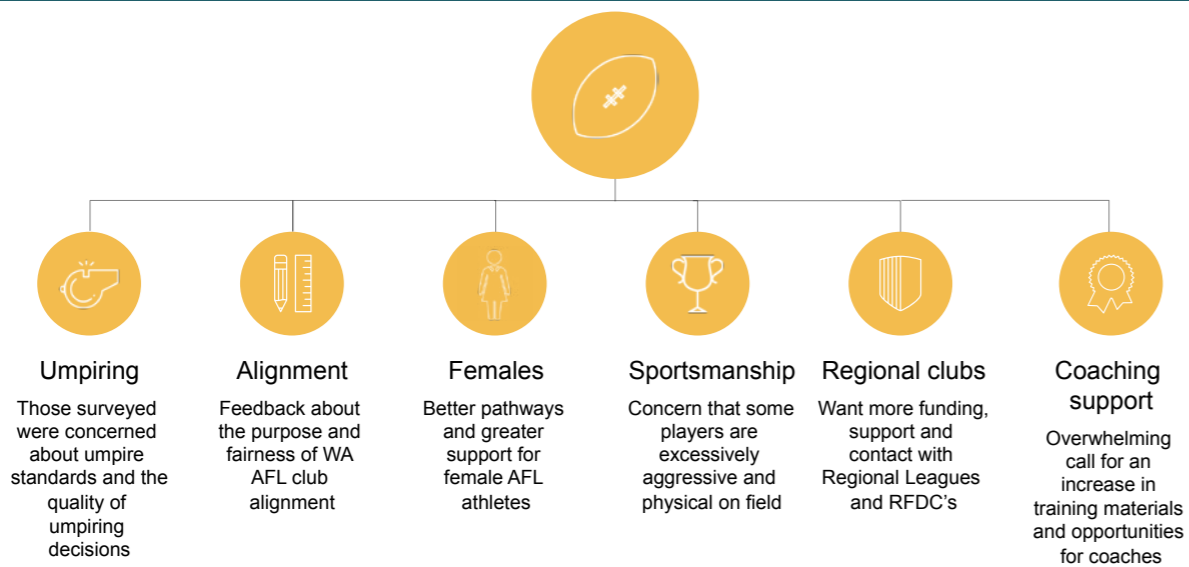 Umpiring
Those surveyed
were concerned
about umpire
standards and the
quality of
umpiring
decisions
Alignment
Feedback about
the purpose and
fairness of WA
AFL club
alignment
Females
Better pathways
and greater
support for
female AFL
athletes
Sportsmanship
Concern that some
players are
excessively
aggressive and
physical on field
Regional clubs
Want more funding,
support and
contact with
Regional Leagues
and RFDC's
Coaching
support
Overwhelming
call for an
increase in
training materials
and opportunities
for coaches